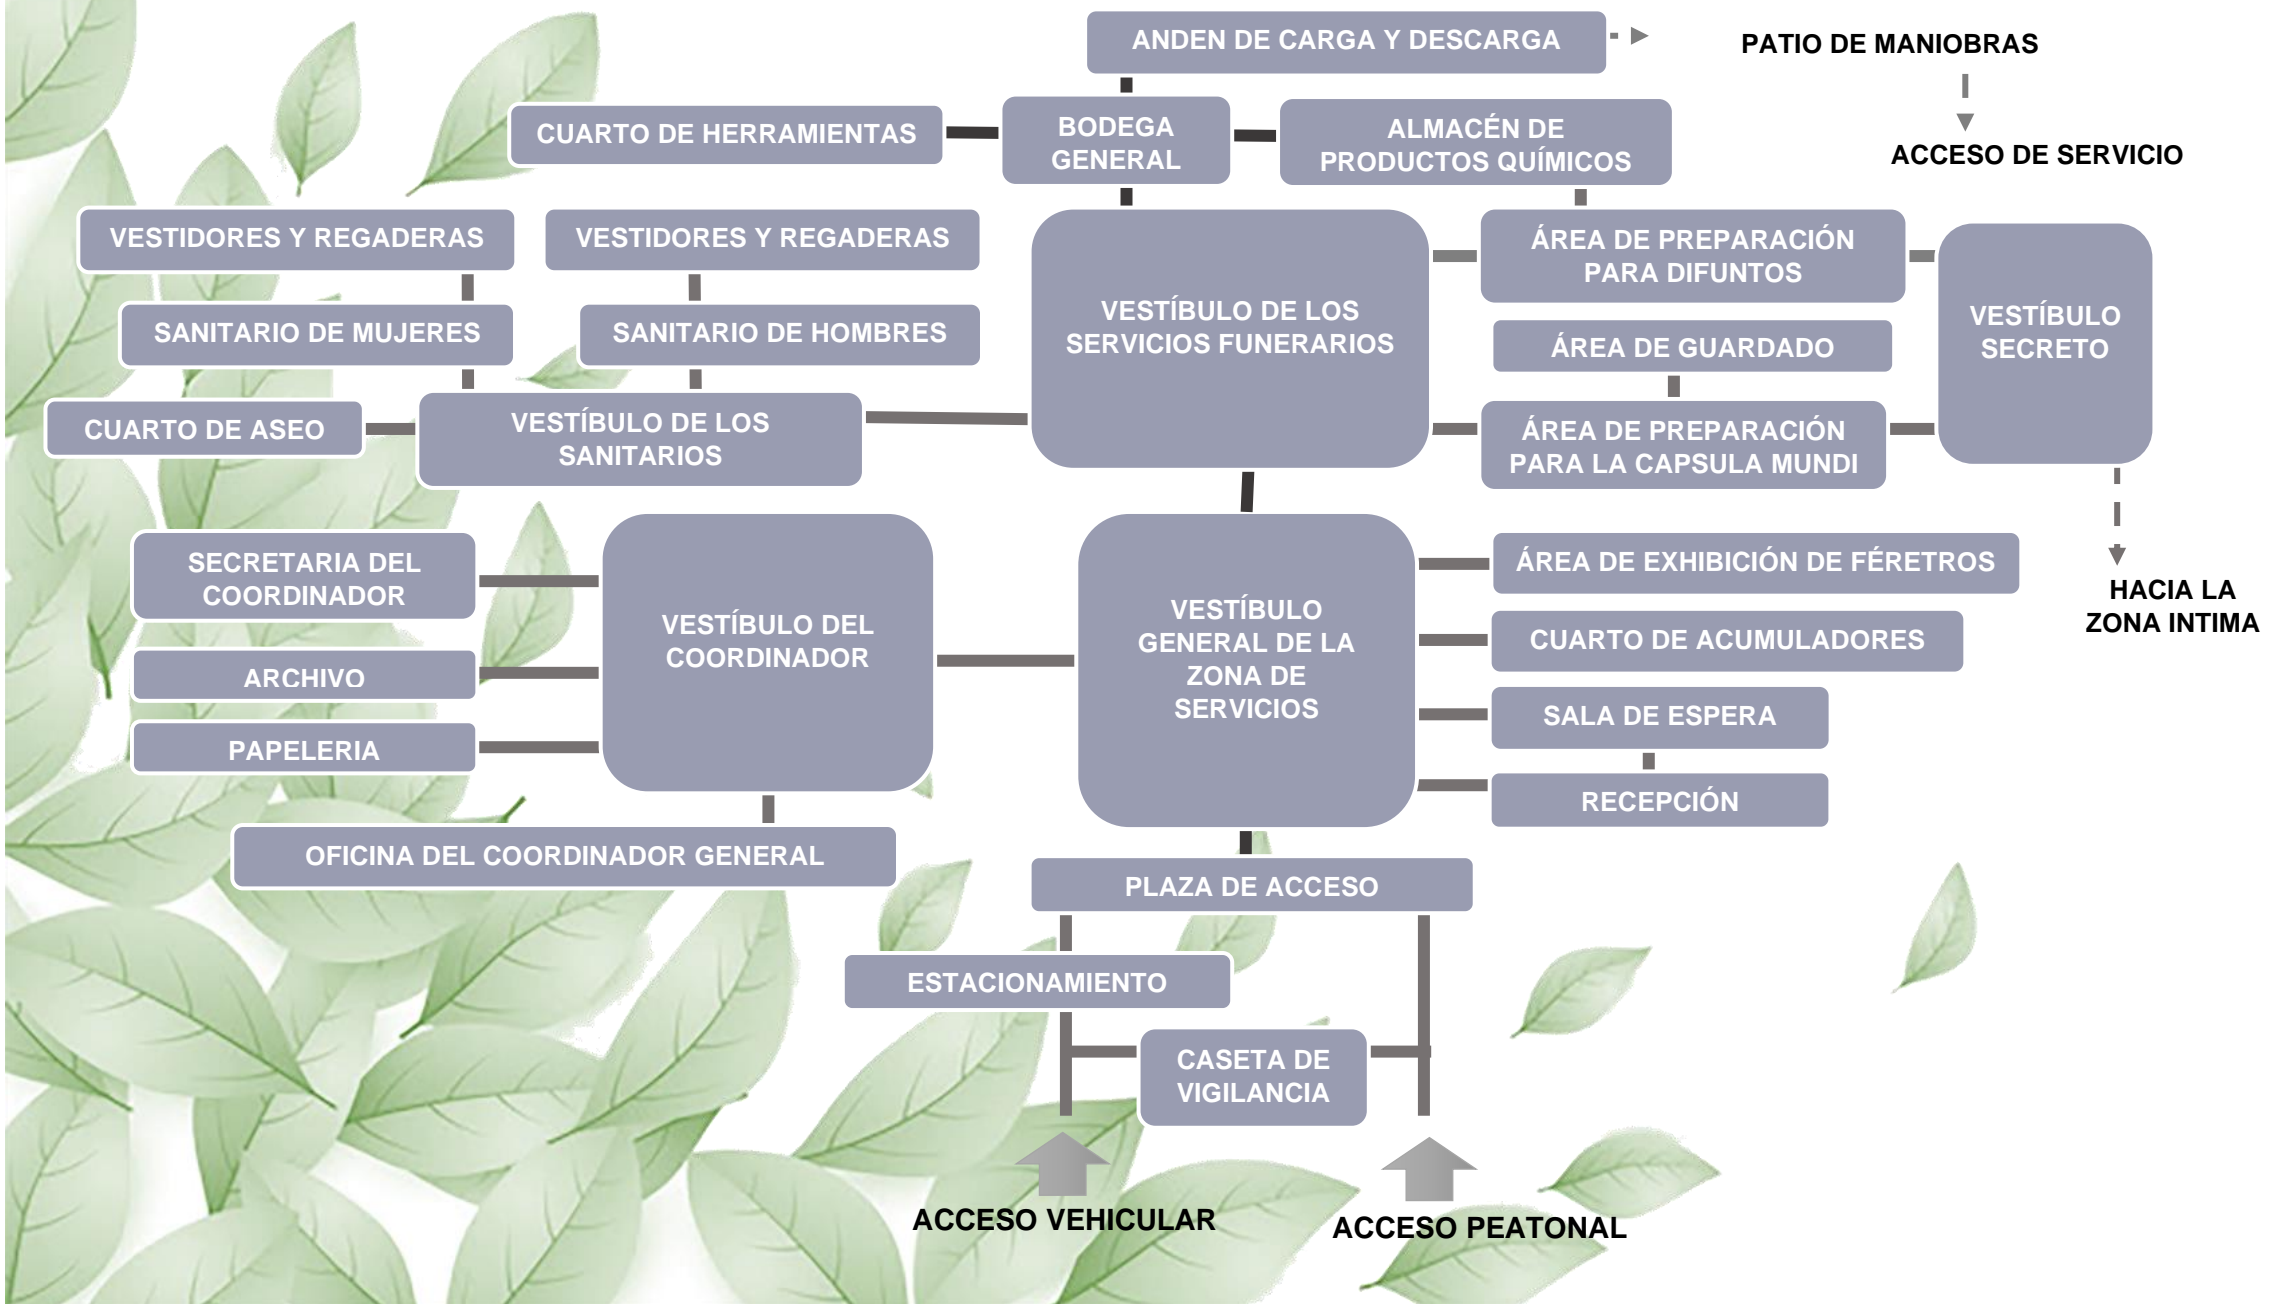 ANDEN DE CARGA Y DESCARGA
PATIO DE MANIOBRAS
CUARTO DE HERRAMIENTAS
BODEGA
GENERAL
ALMACÉN DE
PRODUCTOS QUÍMICOS
ACCESO DE SERVICIO
VESTIDORES Y REGADERAS
VESTIDORES Y REGADERAS
SANITARIO DE MUJERES
SANITARIO DE HOMBRES
VESTÍBULO DE LOS
SERVICIOS FUNERARIOS
ÁREA DE PREPARACIÓN
PARA DIFUNTOS
ÁREA DE GUARDADO
VESTÍBULO
SECRETO
CUARTO DE ASEO
VESTÍBULO DE LOS
SANITARIOS
ÁREA DE PREPARACIÓN
PARA LA CAPSULA MUNDI
SECRETARIA DEL
COORDINADOR
ARCHIVO
PAPELERIA
VESTÍBULO DEL
COORDINADOR
VESTÍBULO
GENERAL DE LA
ZONA DE
SERVICIOS
ÁREA DE EXHIBICIÓN DE FÉRETROS
HACIA LA
ZONA INTIMA
CUARTO DE ACUMULADORES
SALA DE ESPERA
RECEPCIÓN
OFICINA DEL COORDINADOR GENERAL
PLAZA DE ACCESO
ESTACIONAMIENTO
CASETA DE
VIGILANCIA
ACCESO VEHICULAR
ACCESO PEATONAL